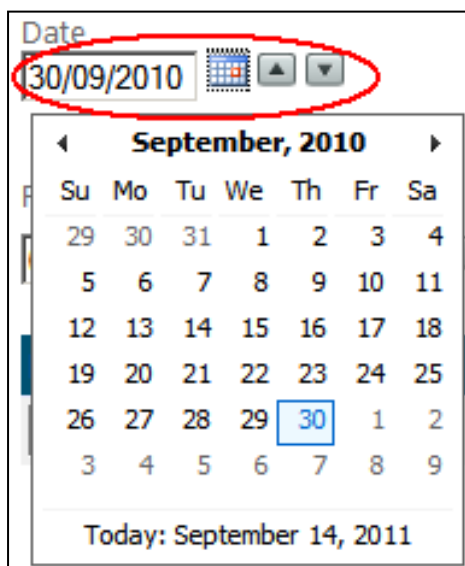 Date
30/09/2010
September, 2010
Su Mo Tu We Th Fr Sa
29 30 31 1 2 3 4
5 6 7 8 9 10 11
12 13 14 15 16 17 18
19 20 21 22 23 24 25
26 27 28 29 30 1 2
3 4 5 6 7 8 9
Today: September 14, 2011